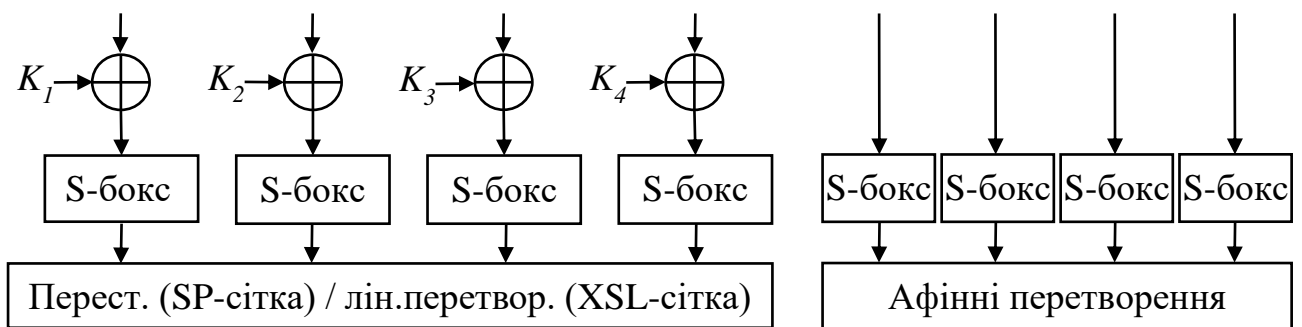 K1 K2 K3 K4
S-бокс S-бокс S-бокс S-бокс S-бокс S-бокс S-бокс S-бокс
Перест. (SP-сітка) / лін.перетвор. (XSL-сітка) Афінні перетворення